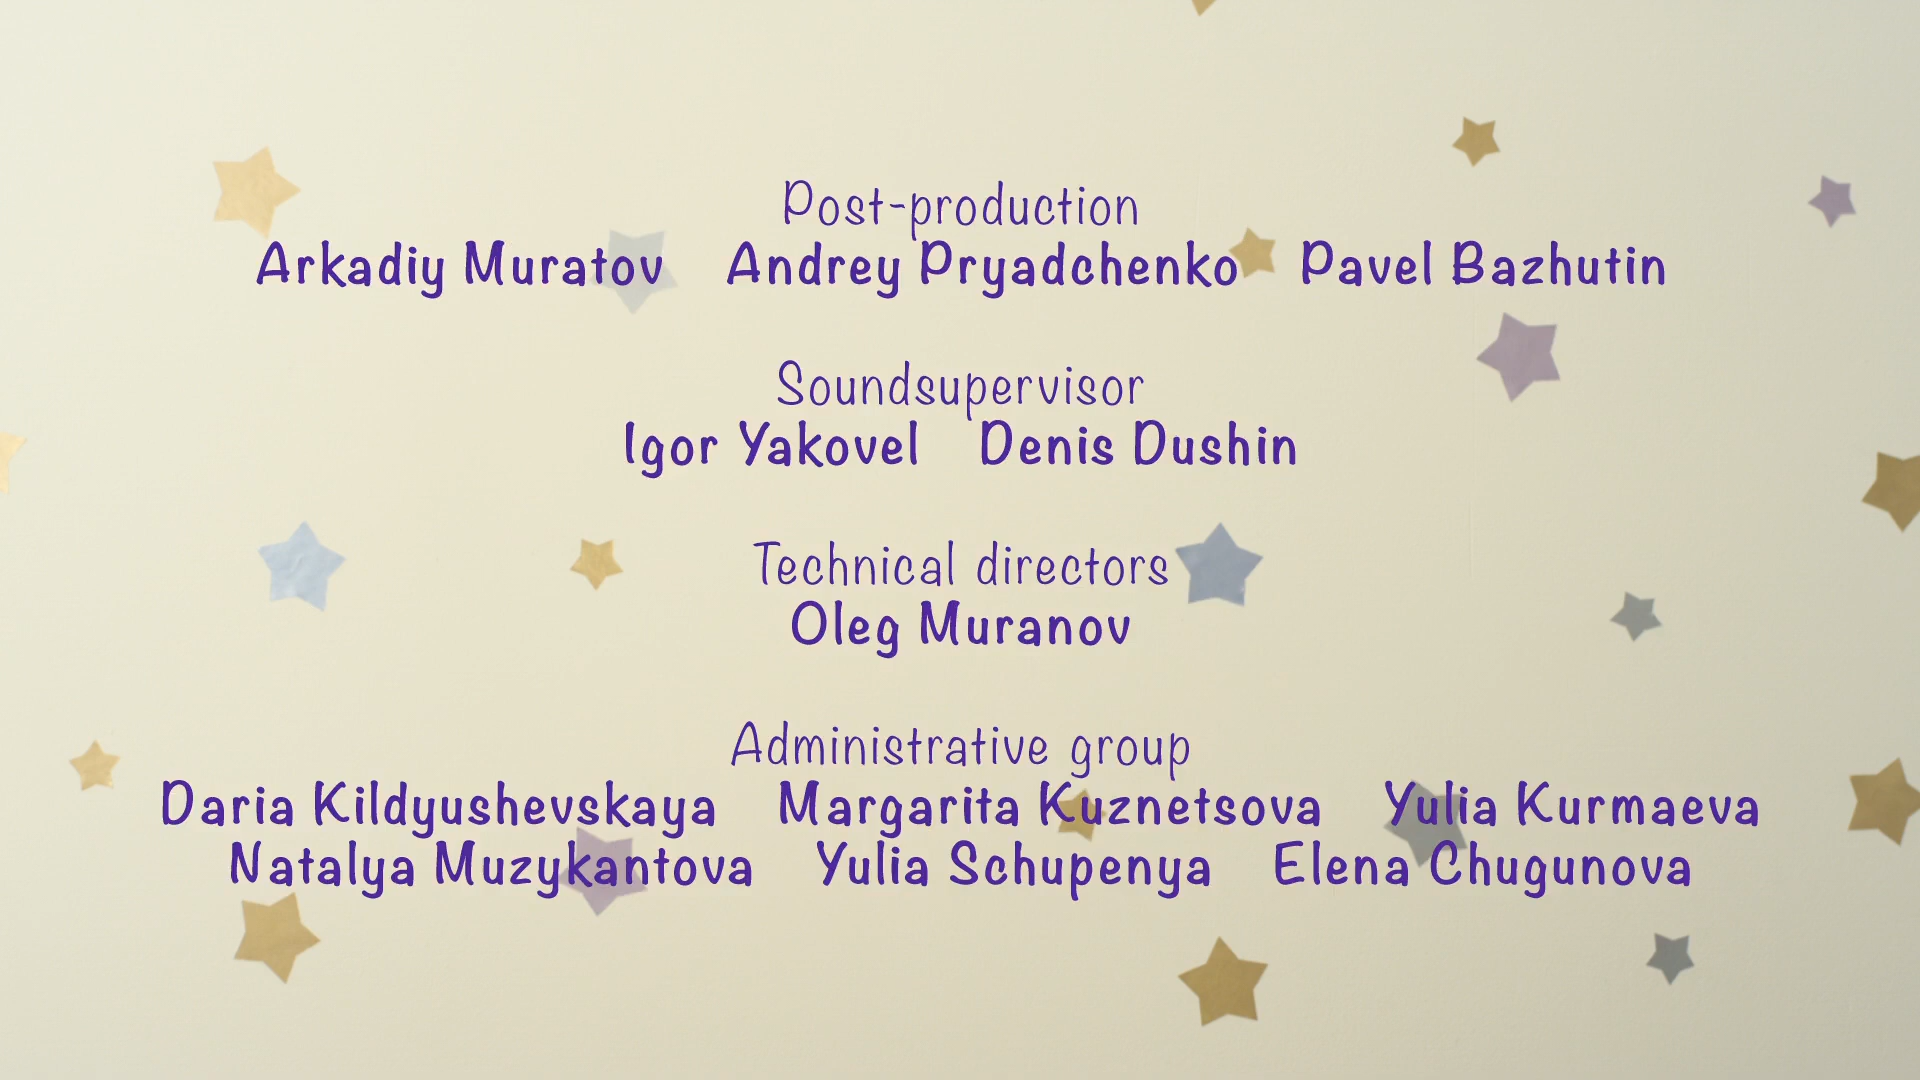 Post-production
Arkadiy Muratov Andrey Pryadchenko Pavel Bazhutin
Soundsupervisor
Igor Yakovel Denis Dushin
Technical directors
Oleg Muranov
Administrative group
Daria Kildyushevskaya Margarita Kuznetsova Yulia Kurmaeva
Natalya Muzykantova Yulia Schupenya Elena Chugunova